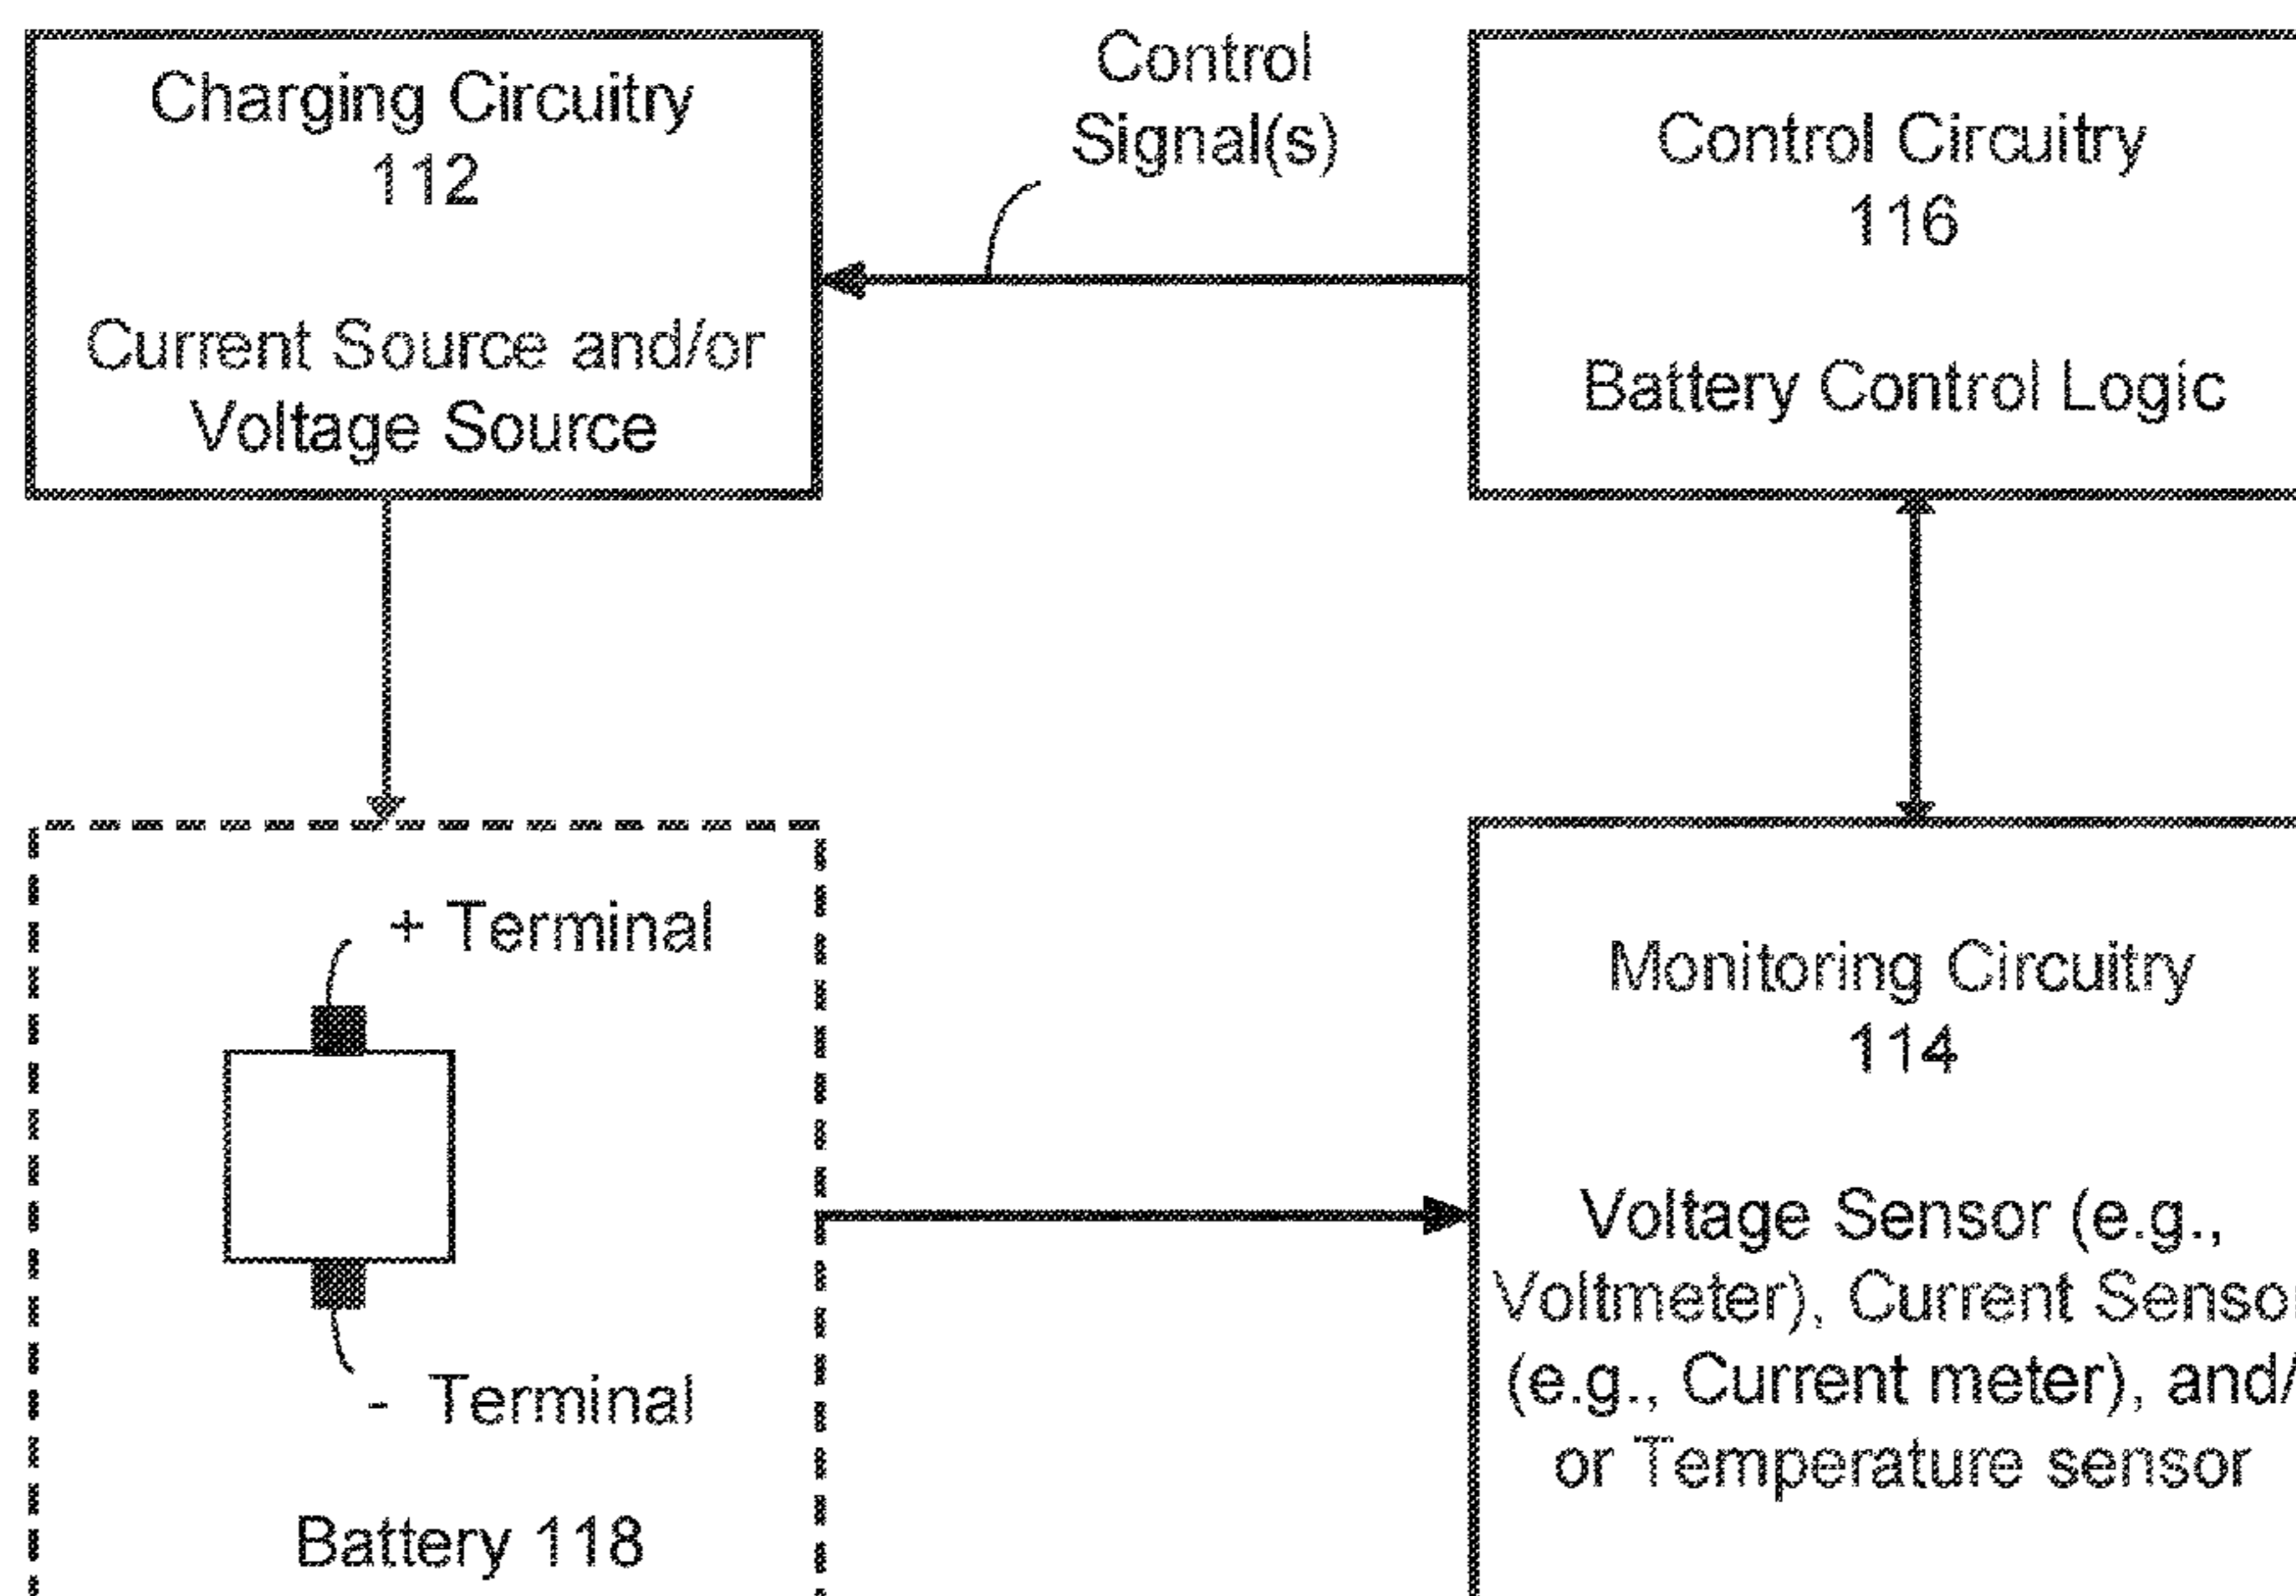 Charging Circuitry
112
Current Source and/or
Voltage Source
Control
Signal(s)
Control Circuitry
116
Battery Control Logic
+ Terminal
- Terminal
Battery 118
Monitoring Circuitry
114
Voltage Sensor (e.g.,
Voltmeter), Current Sensor
(e.g., Current meter), and/
or Temperature sensor